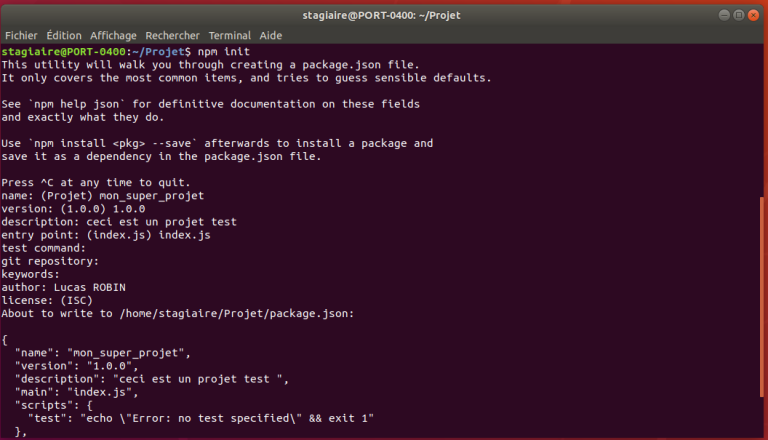 stagiaire@PORT-0400: ~/Projet
Fichier Édition Affichage Rechercher Terminal Aide
stagiaire@PORT-0400:~/Projet$ npm init
This utility will walk you through creating a package.json file.
It only covers the most common items, and tries to guess sensible defaults.

See `npm help json` for definitive documentation on these fields
and exactly what they do.

Use `npm install <pkg> --save` afterwards to install a package and
save it as a dependency in the package.json file.

Press ^C at any time to quit.
name: (Projet) mon_super_projet
version: (1.0.0) 1.0.0
description: ceci est un projet test
entry point: (index.js) index.js
test command:
git repository:
keywords:
author: Lucas ROBIN
license: (ISC)
About to write to /home/stagiaire/Projet/package.json:

{
  "name": "mon_super_projet",
  "version": "1.0.0",
  "description": "ceci est un projet test ",
  "main": "index.js",
  "scripts": {
    "test": "echo \"Error: no test specified\" && exit 1"
  },